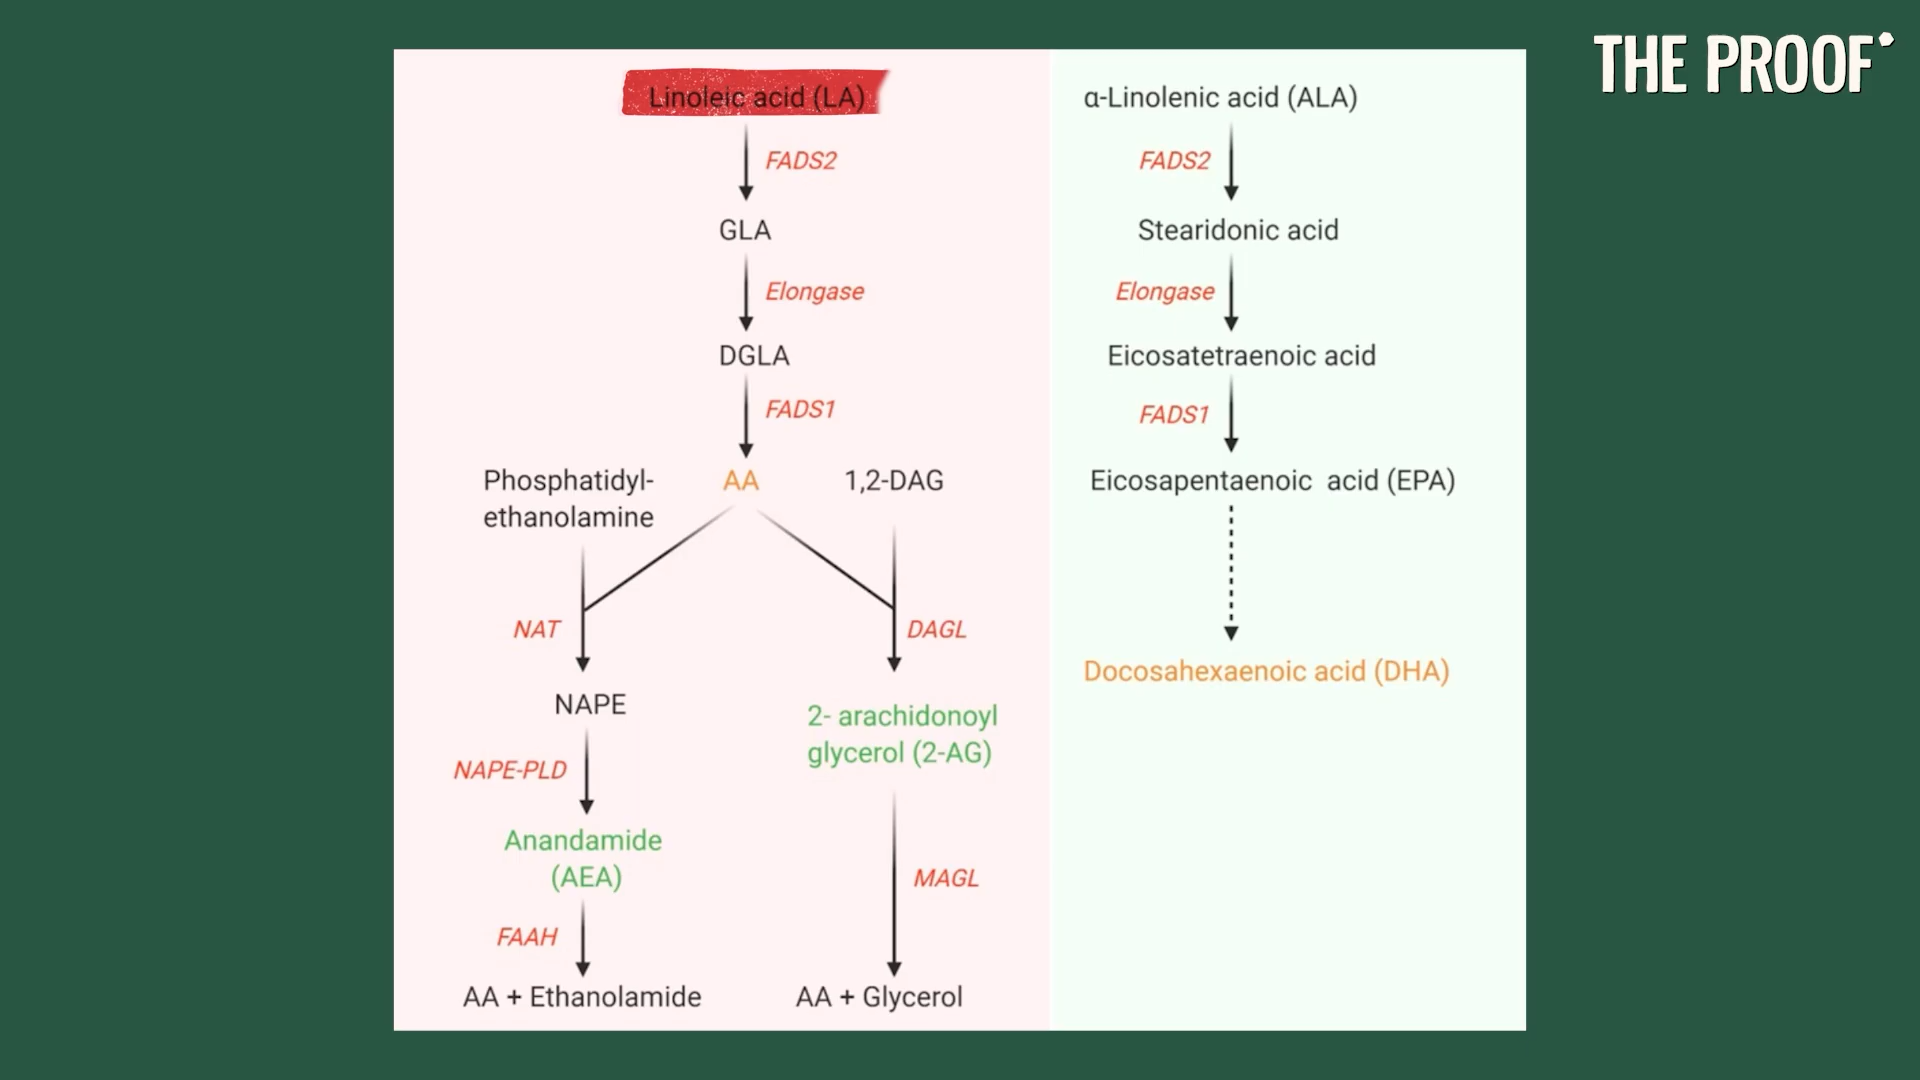 THE PROOF
Linoleic acid (LA)
FADS2
GLA
Elongase
DGLA
FADS1
Phosphatidyl-
ethanolamine
AA
1,2-DAG
NAT
DAGL
NAPE
2- arachidonoyl
glycerol (2-AG)
NAPE-PLD
Anandamide
(AEA)
MAGL
FAAH
AA + Ethanolamide
AA + Glycerol
α-Linolenic acid (ALA)
FADS2
Stearidonic acid
Elongase
Eicosatetraenoic acid
FADS1
Eicosapentaenoic acid (EPA)
Docosahexaenoic acid (DHA)